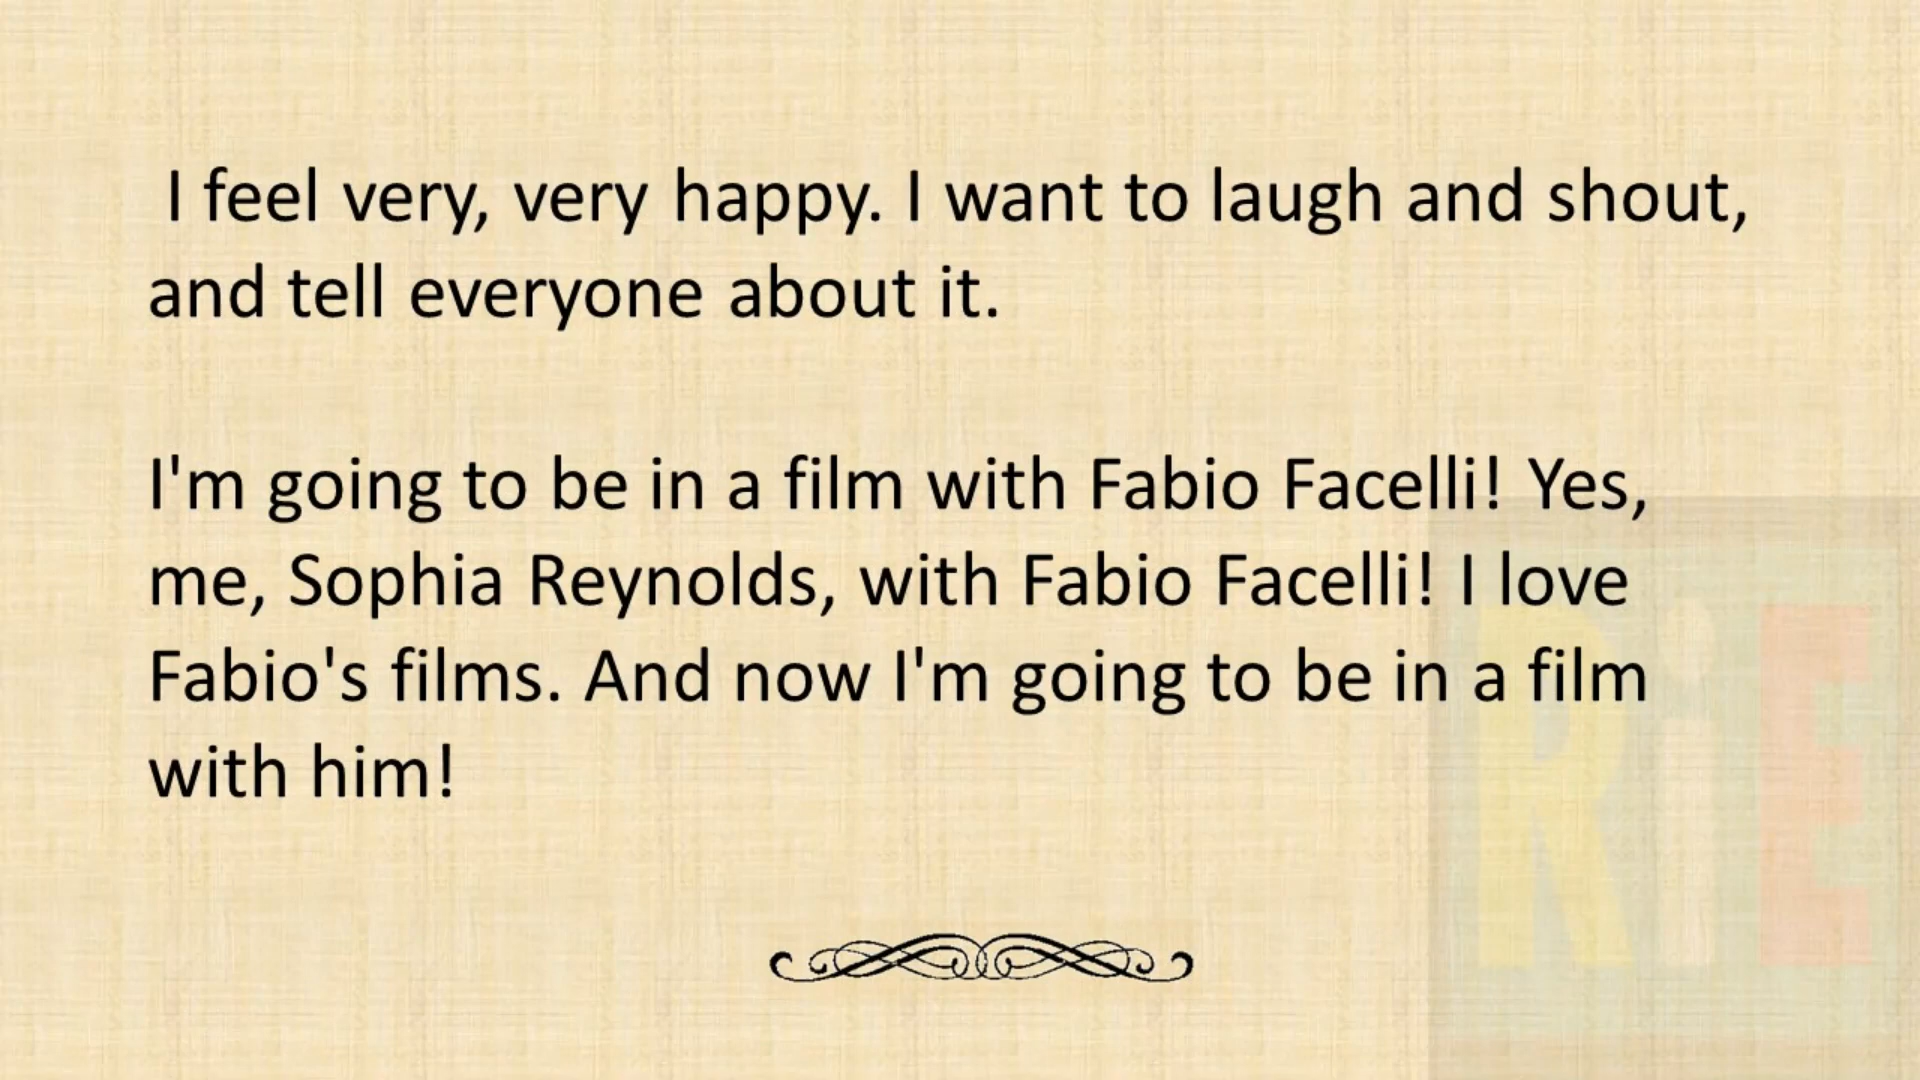 I feel very, very happy. I want to laugh and shout,
and tell everyone about it.
I'm going to be in a film with Fabio Facelli! Yes,
me, Sophia Reynolds, with Fabio Facelli! I love
Fabio's films. And now I'm going to be in a film
with him!
RiE